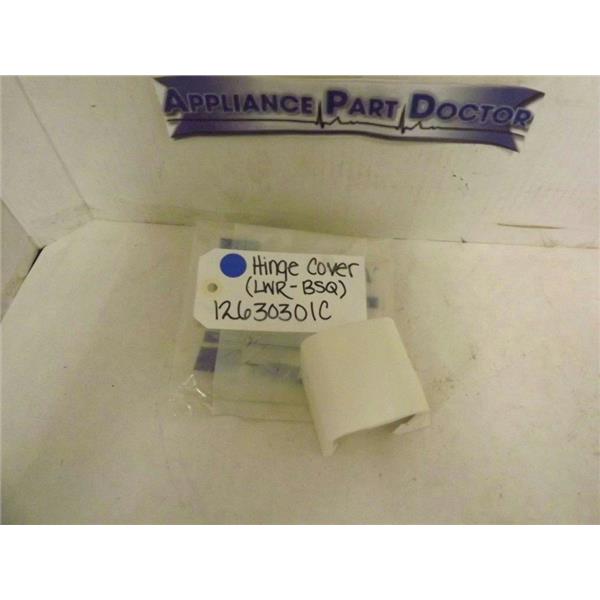 APPLIANCE PART DOCTOR
Hinge Cover
(LWR-BSQ)
12630301C